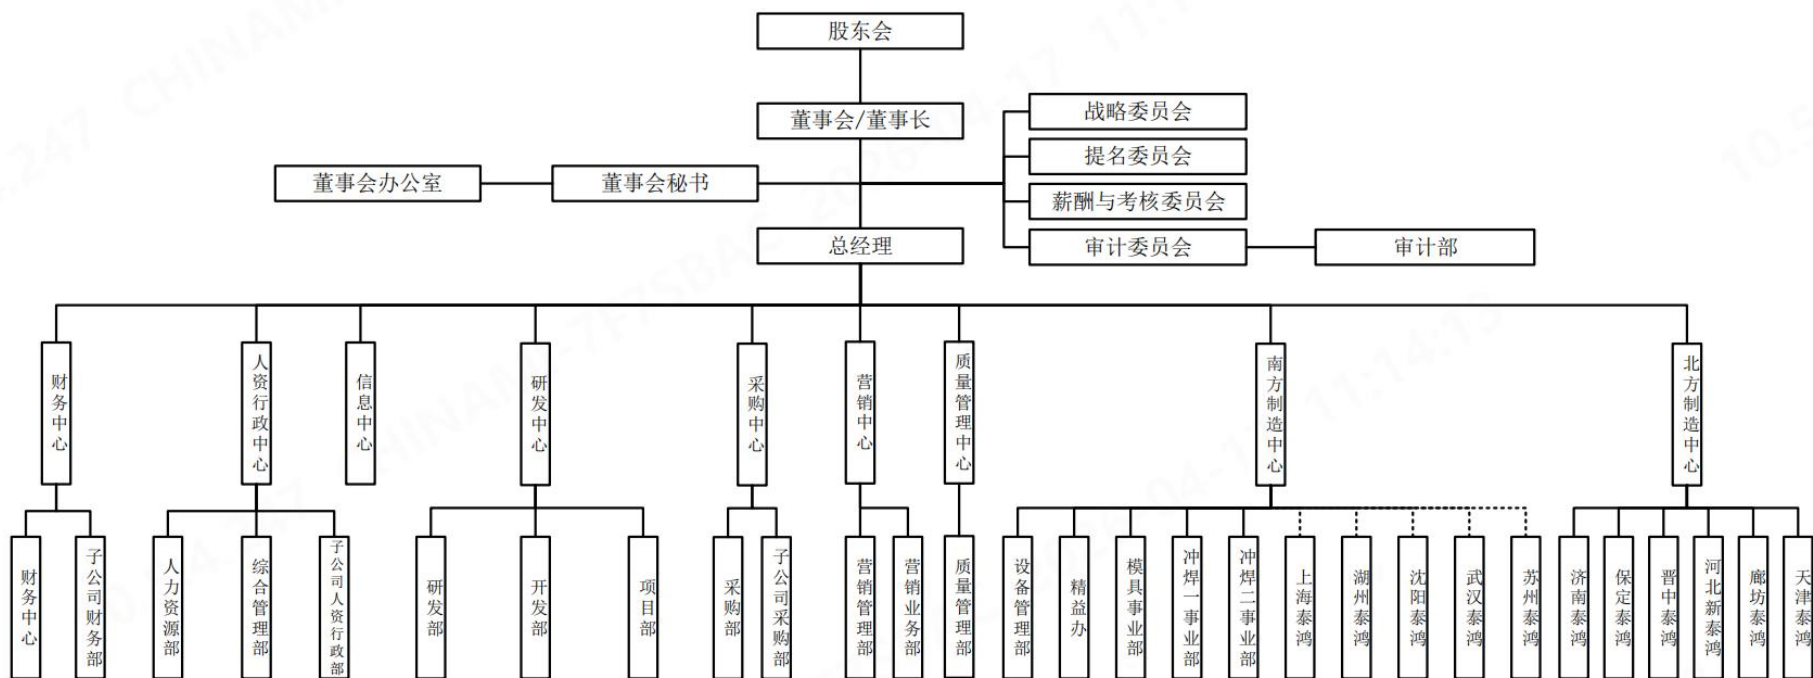 股东会
董事会/董事长
战略委员会
提名委员会
董事会办公室
董事会秘书
薪酬与考核委员会
总经理
审计委员会
审计部
财务中心
人资行政中心
信息中心
研发中心
采购中心
营销中心
质量管理中心
南方制造中心
北方制造中心
财务中心
子公司财务部
人力资源部
综合管理部
子公司人资行政部
研发部
开发部
项目部
采购部
子公司采购部
营销管理部
营销业务部
质量管理部
设备管理部
精益办
模具事业部
冲焊一事业部
冲焊二事业部
上海泰鸿
湖州泰鸿
沈阳泰鸿
武汉泰鸿
苏州泰鸿
济南泰鸿
保定泰鸿
晋中泰鸿
河北新泰鸿
廊坊泰鸿
天津泰鸿